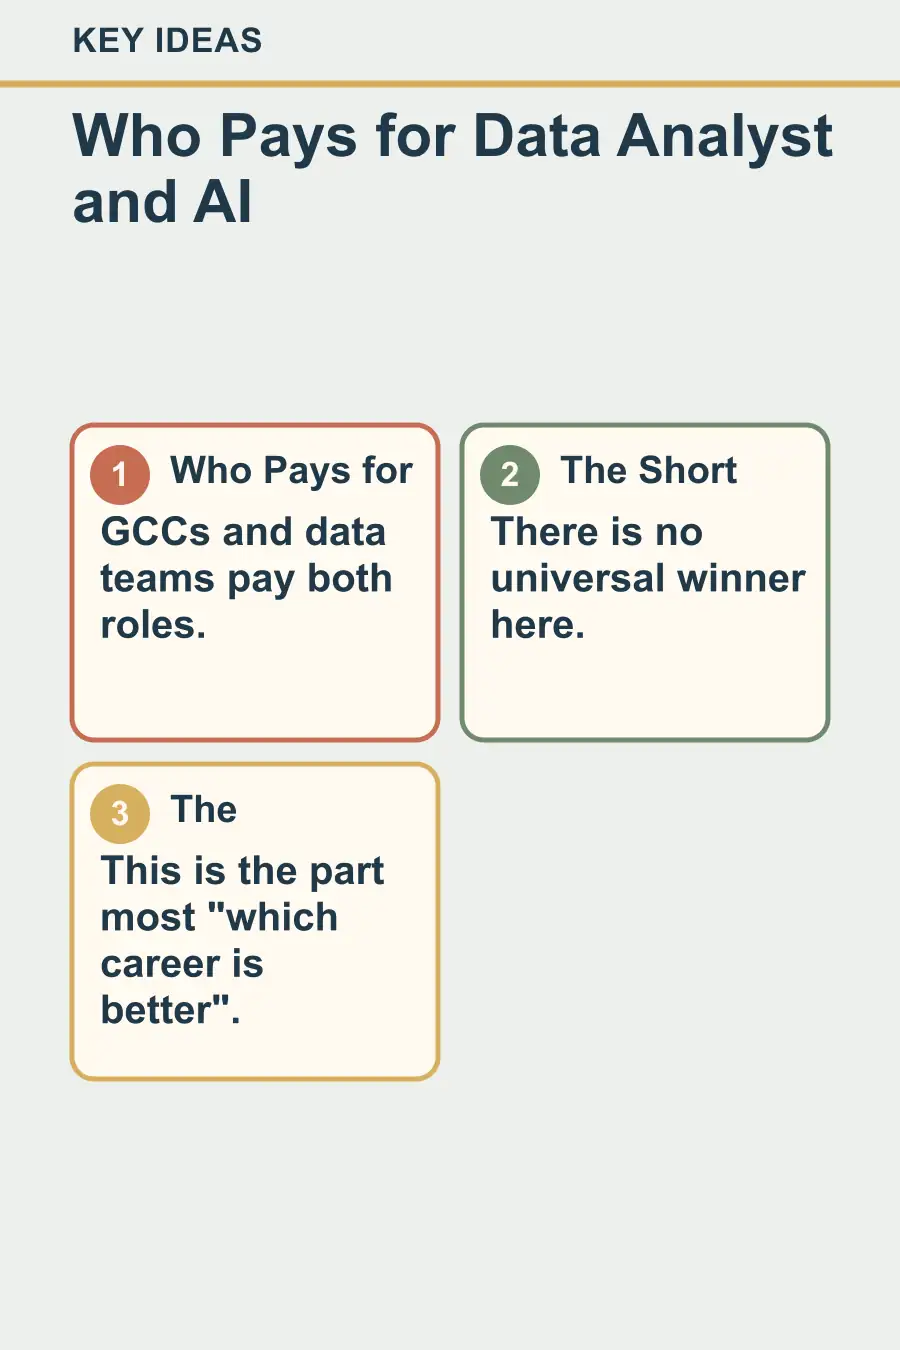 KEY IDEAS
Who Pays for Data Analyst
and AI
1 Who Pays for
GCCs and data
teams pay both
roles.
2 The Short
There is no
universal winner
here.
3 The
This is the part
most "which
career is
better".